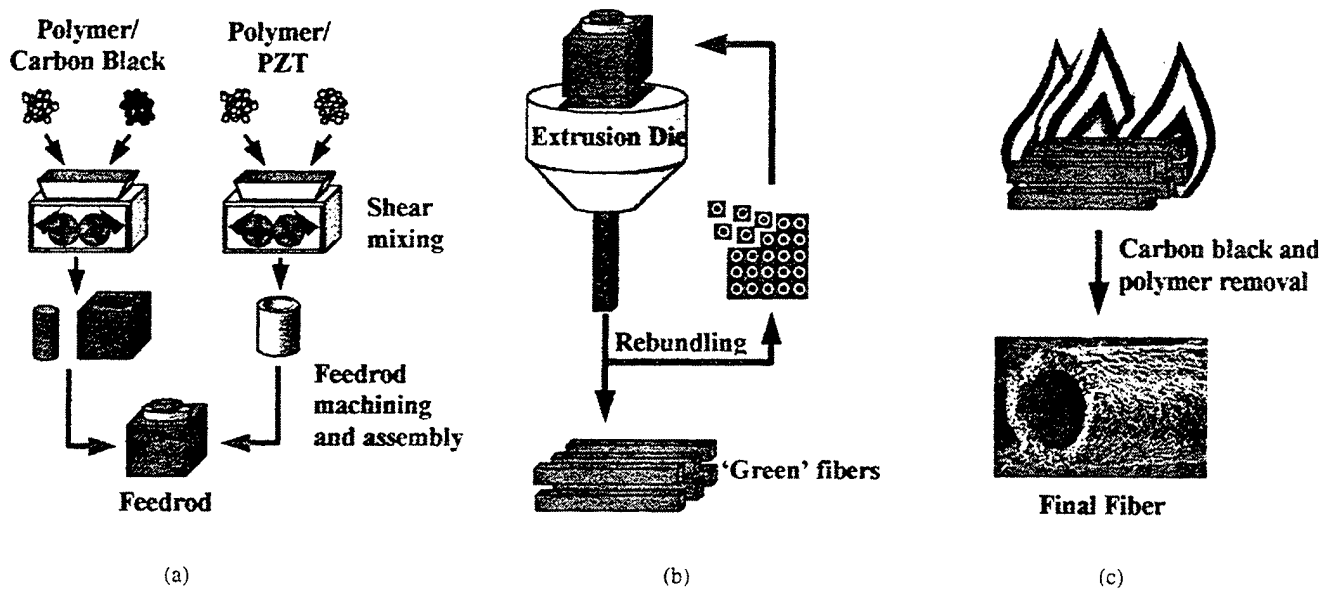 Polymer/
Carbon Black
Polymer/
PZT
Shear
mixing
Feedrod
machining
and assembly
Feedrod
(a)
Extrusion Die
Rebundling
'Green' fibers
(b)
Carbon black and
polymer removal
Final Fiber
(c)